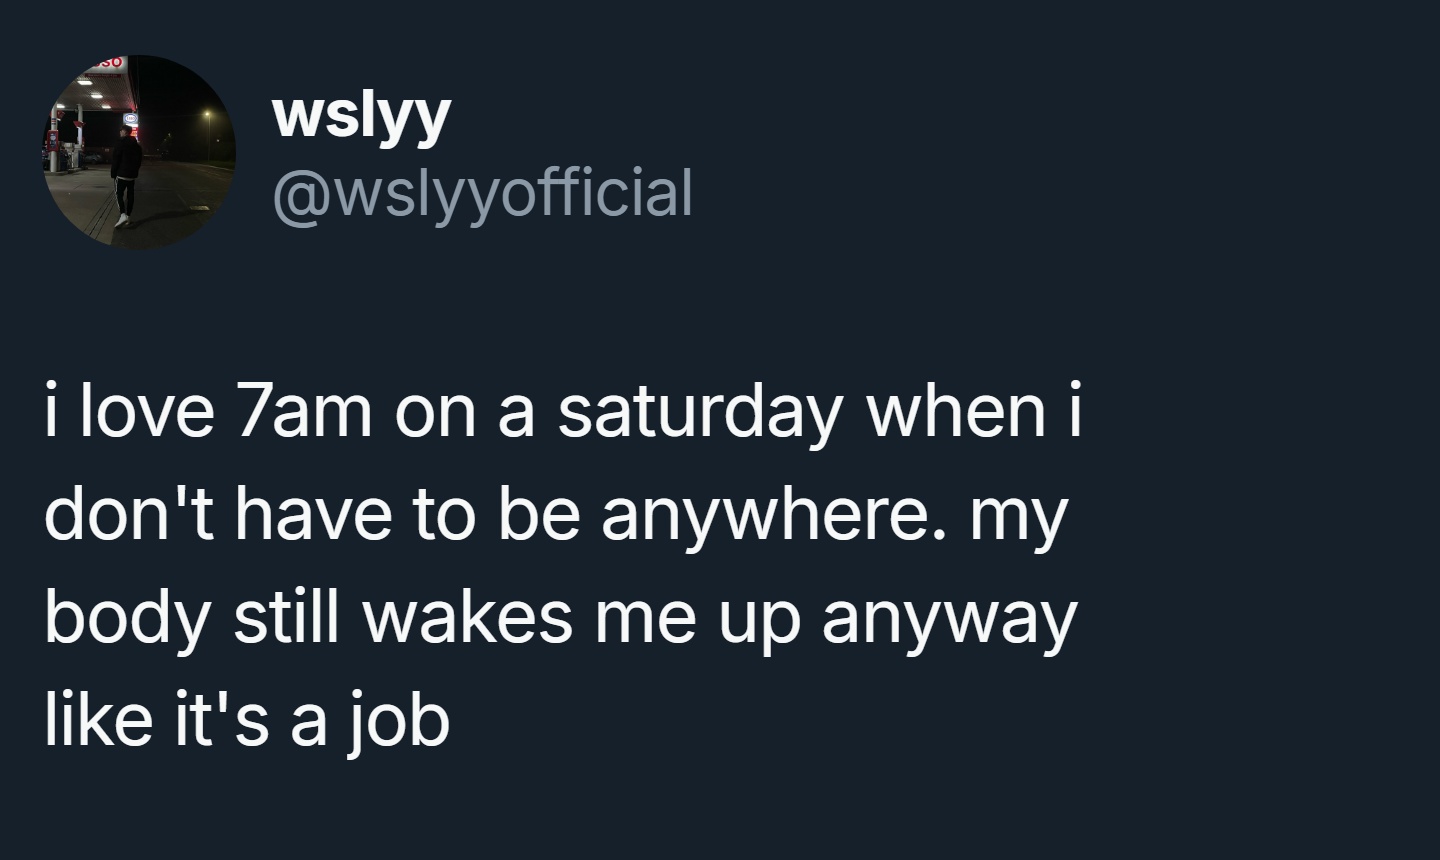 wslyy
@wslyyofficial
i love 7am on a saturday when i
don't have to be anywhere. my
body still wakes me up anyway
like it's a job